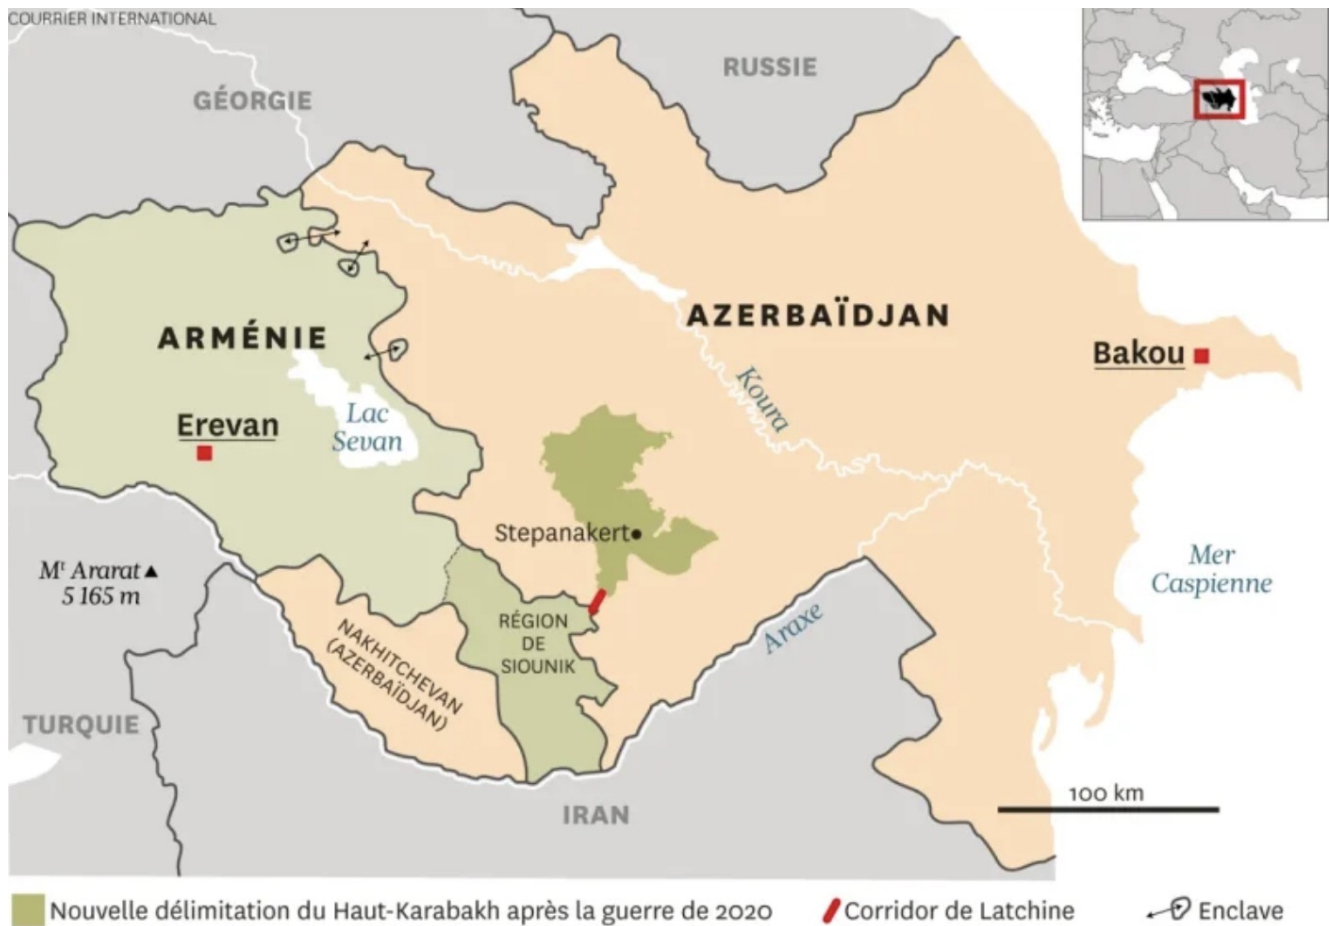 COURRIER INTERNATIONAL
RUSSIE
GÉORGIE
AZERBAÏDJAN
ARMÉNIE
Bakou
Koura
Lac
Sevan
Erevan
Stepanakert
Mer
Caspienne
Mt Ararat
5 165 m
RÉGION
DE
SIOUNIK
Araxe
NAKHITCHEVAN
(AZERBAÏDJAN)
TURQUIE
IRAN
100 km
Nouvelle délimitation du Haut-Karabakh après la guerre de 2020
Corridor de Latchine
Enclave